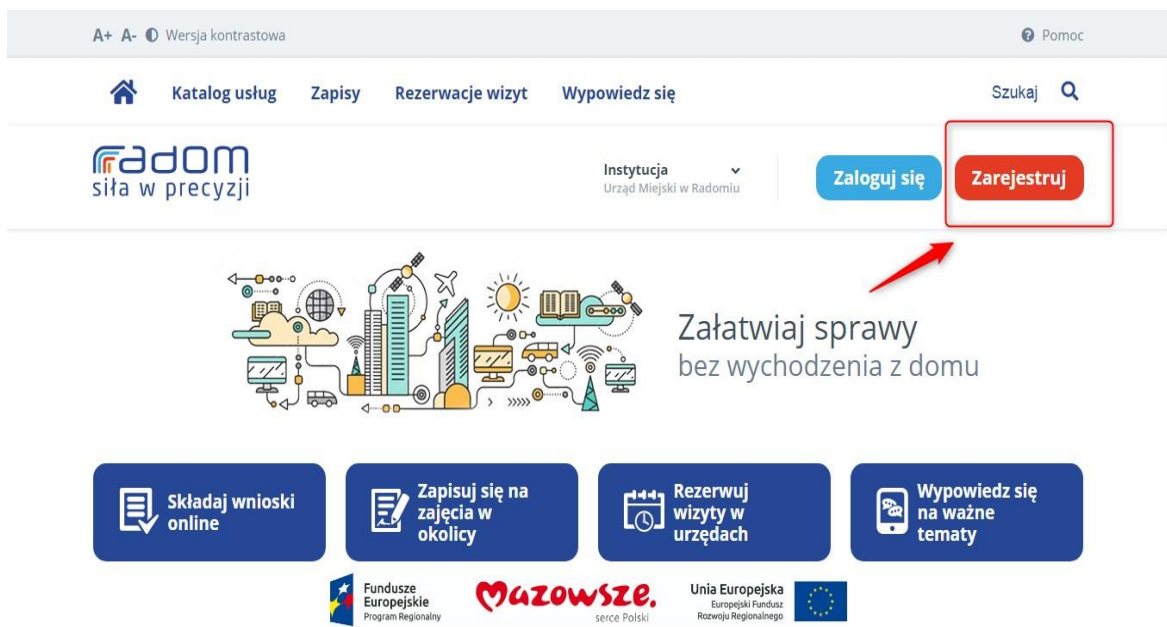 A+ A- Wersja kontrastowa
Pomoc
Katalog usług Zapisy Rezerwacje wizyt Wypowiedz się
Szukaj
radom
siła w precyzji
Instytucja
Urząd Miejski w Radomiu
Zaloguj się
Zarejestruj
Załatwiaj sprawy
bez wychodzenia z domu
Składaj wnioski
online
Zapisuj się na
zajęcia w
okolicy
Rezerwuj
wizyty w
urzędach
Wypowiedz się
na ważne
tematy
Fundusze
Europejskie
Program Regionalny
Mazowsze.
serce Polski
Unia Europejska
Europejski Fundusz
Rozwoju Regionalnego